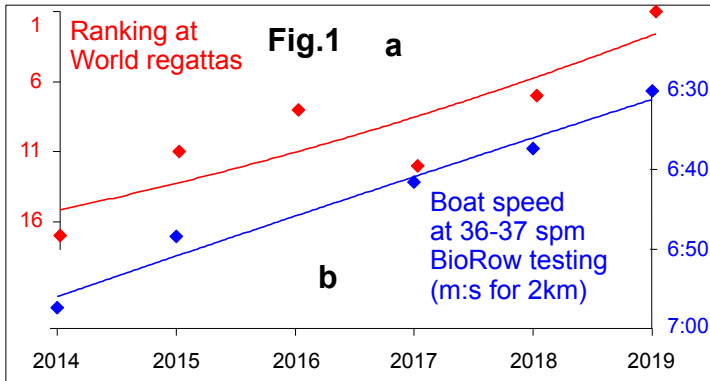 1
6
11
16
Ranking at
World regattas
Fig.1
a
b
Boat speed
at 36-37 spm
BioRow testing
(m:s for 2km)
6:30
6:40
6:50
7:00
2014 2015 2016 2017 2018 2019